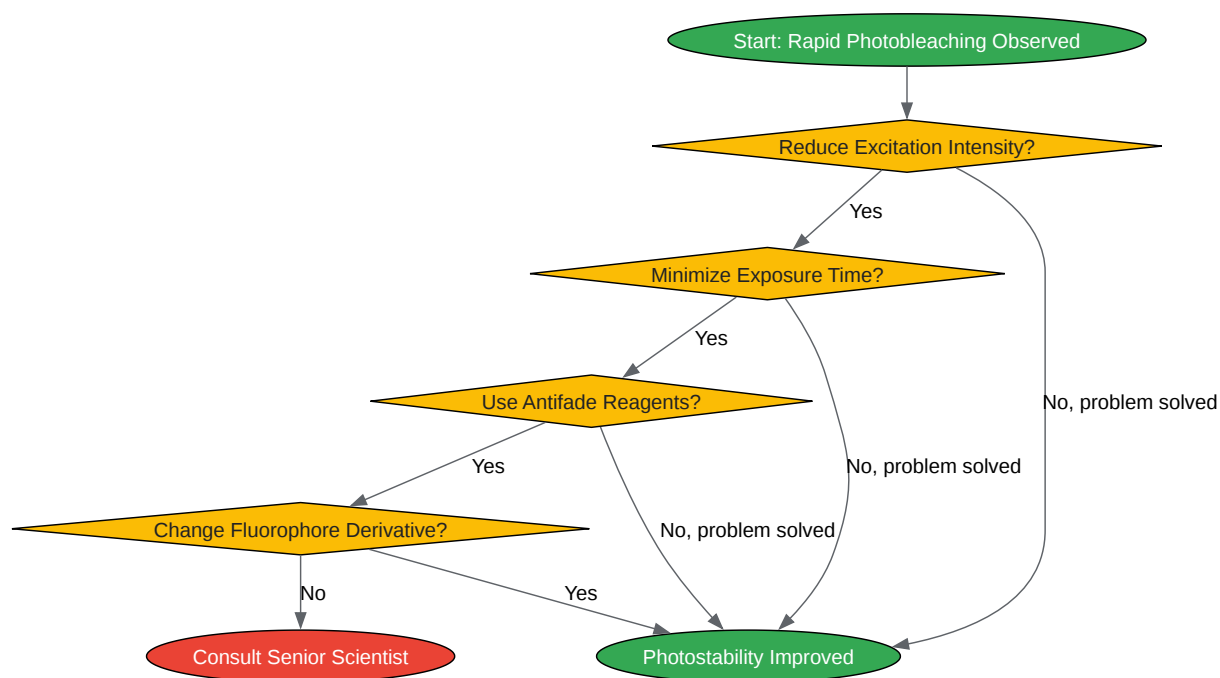 Start: Rapid Photobleaching Observed
Reduce Excitation Intensity?
Yes
Minimize Exposure Time?
Yes
Use Antifade Reagents?
No, problem solved
Yes
No, problem solved
Change Fluorophore Derivative?
No, problem solved
No
Yes
Consult Senior Scientist
Photostability Improved